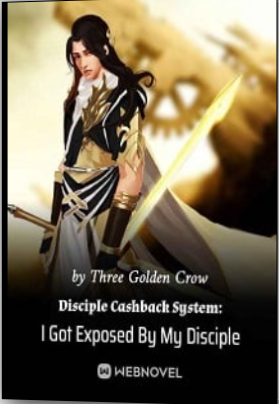 by Three Golden Crow
Disciple Cashback System:
I Got Exposed By My Disciple
WEBNOVEL